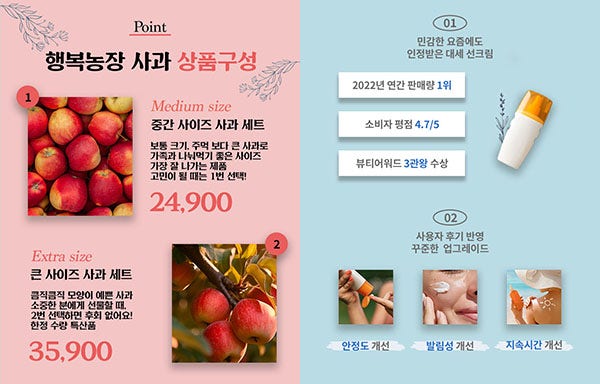 Point
행복농장 사과 상품구성
1
Medium size
중간 사이즈 사과 세트
보통 크기. 주먹 보다 큰 사과로
가족과 나눠먹기 좋은 사이즈
가장 잘 나가는 제품
고민이 될 때는 1번 선택!
24,900
2
Extra size
큰 사이즈 사과 세트
큼직큼직 모양이 예쁜 사과
소중한 분에게 선물할 때,
2번 선택하면 후회 없어요!
한정 수량 특산품
35,900
01
민감한 요즘에도
인정받은 대세 선크림
2022년 연간 판매량 1위
소비자 평점 4.7/5
뷰티어워드 3관왕 수상
02
사용자 후기 반영
꾸준한 업그레이드
안정도 개선
발림성 개선
지속시간 개선